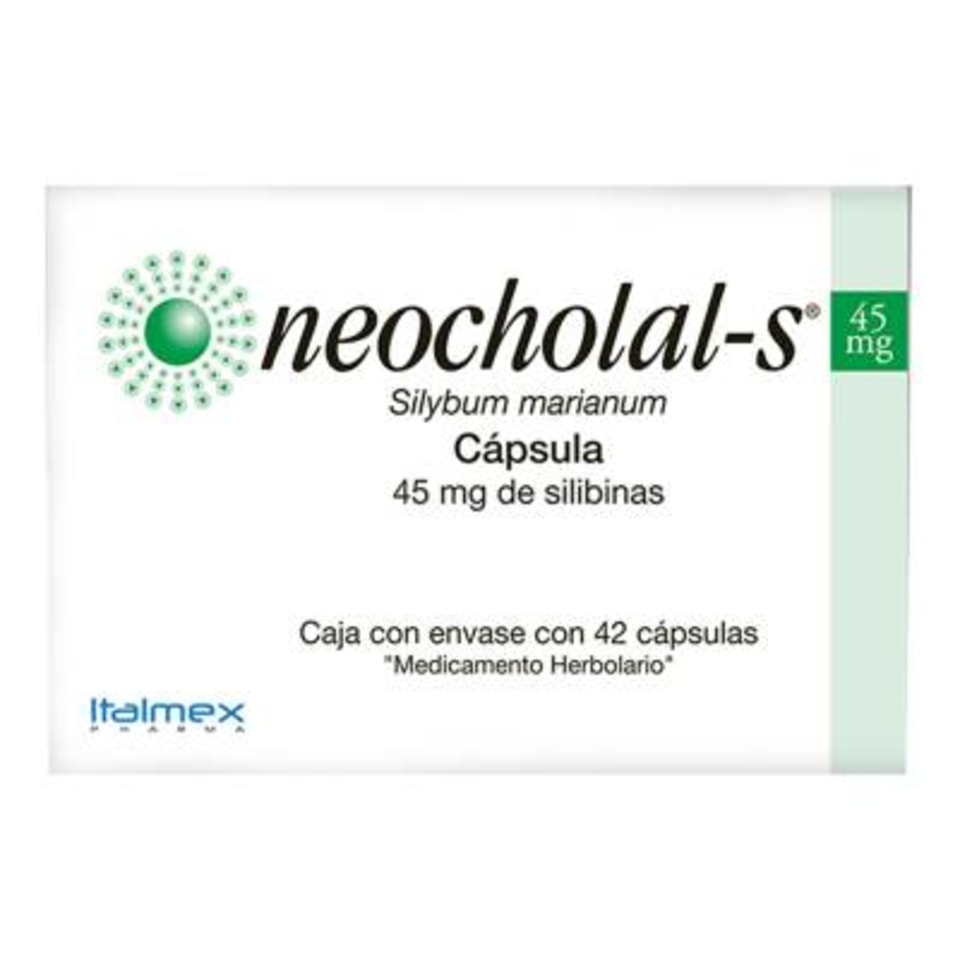 neocholal-s®
45
mg
Silybum marianum
Cápsula
45 mg de silibinas
Caja con envase con 42 cápsulas
"Medicamento Herbolario"
Italmex
PHARMA